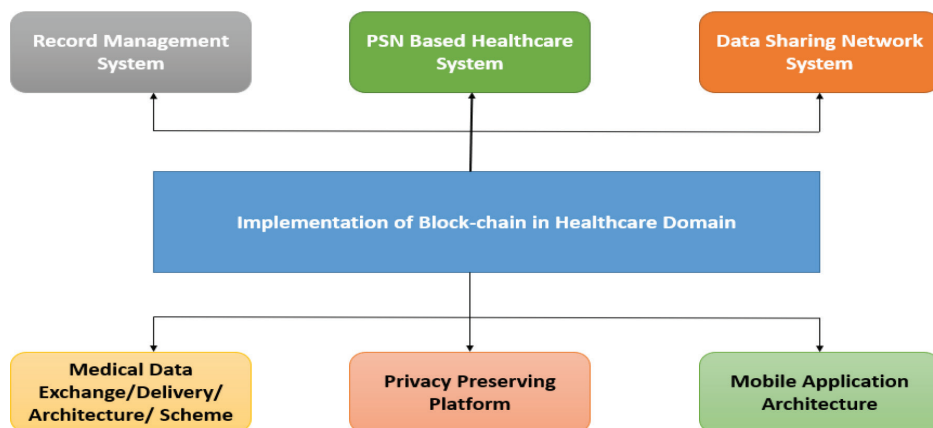 Record Management
System
PSN Based Healthcare
System
Data Sharing Network
System
Implementation of Block-chain in Healthcare Domain
Medical Data
Exchange/Delivery/
Architecture/ Scheme
Privacy Preserving
Platform
Mobile Application
Architecture